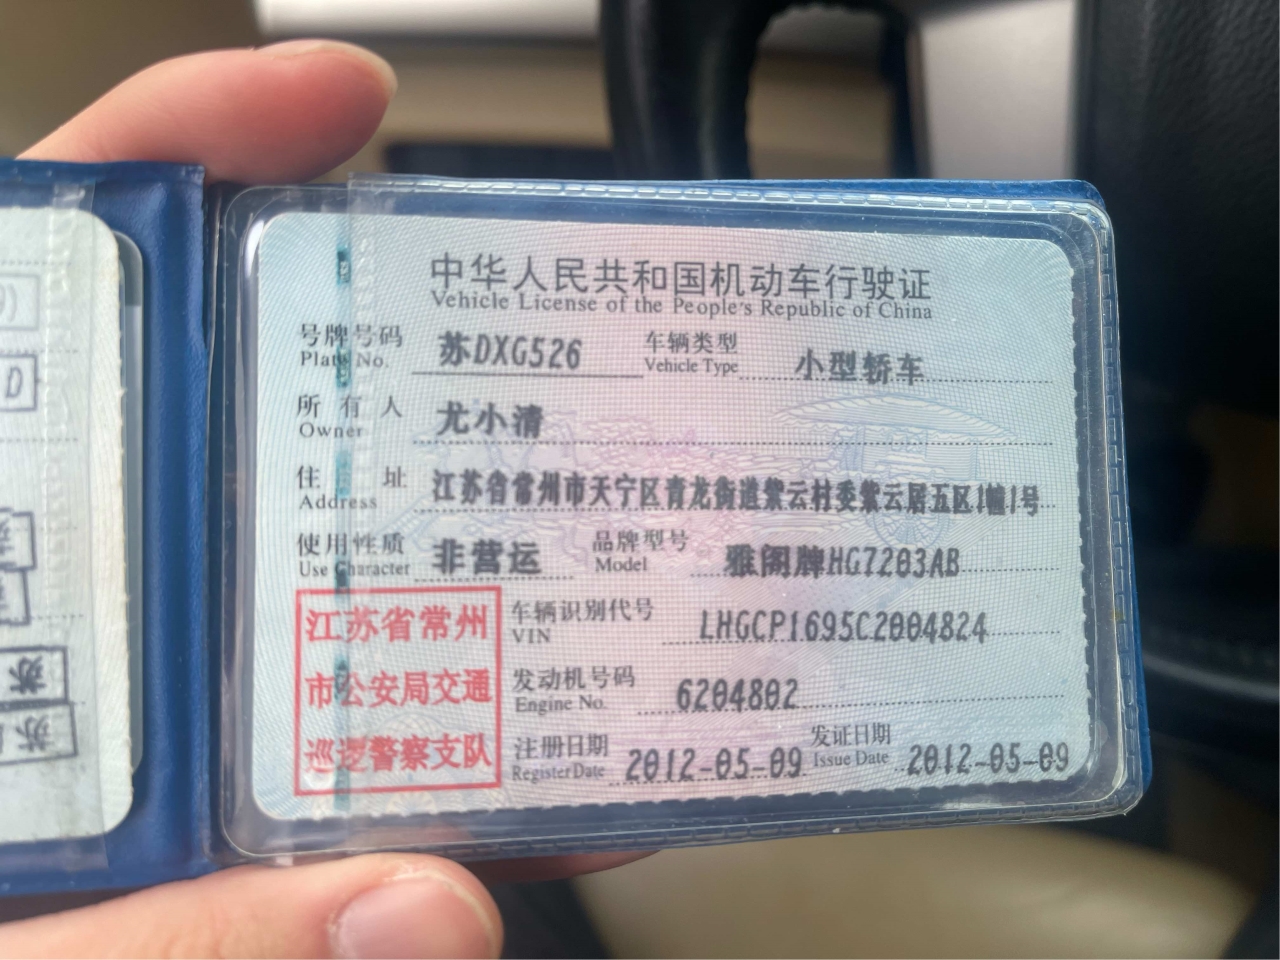 中华人民共和国机动车行驶证
Vehicle License of the People's Republic of China
号牌号码 苏DXG526 车辆类型 小型轿车
Plate No. Vehicle Type
所有人 尤小清
Owner
住址 江苏省常州市天宁区青龙街道紫云村委紫云居五区1幢1号
Address
使用性质 非营运 品牌型号 雅阁牌HG7203AB
Use Character Model
江苏省常州
市公安局交通
巡逻警察支队
车辆识别代号 LHGCP1695C2004824
VIN
发动机号码 6204802
Engine No.
注册日期 2012-05-09 发证日期 2012-05-09
Register Date Issue Date
D
苏
苏